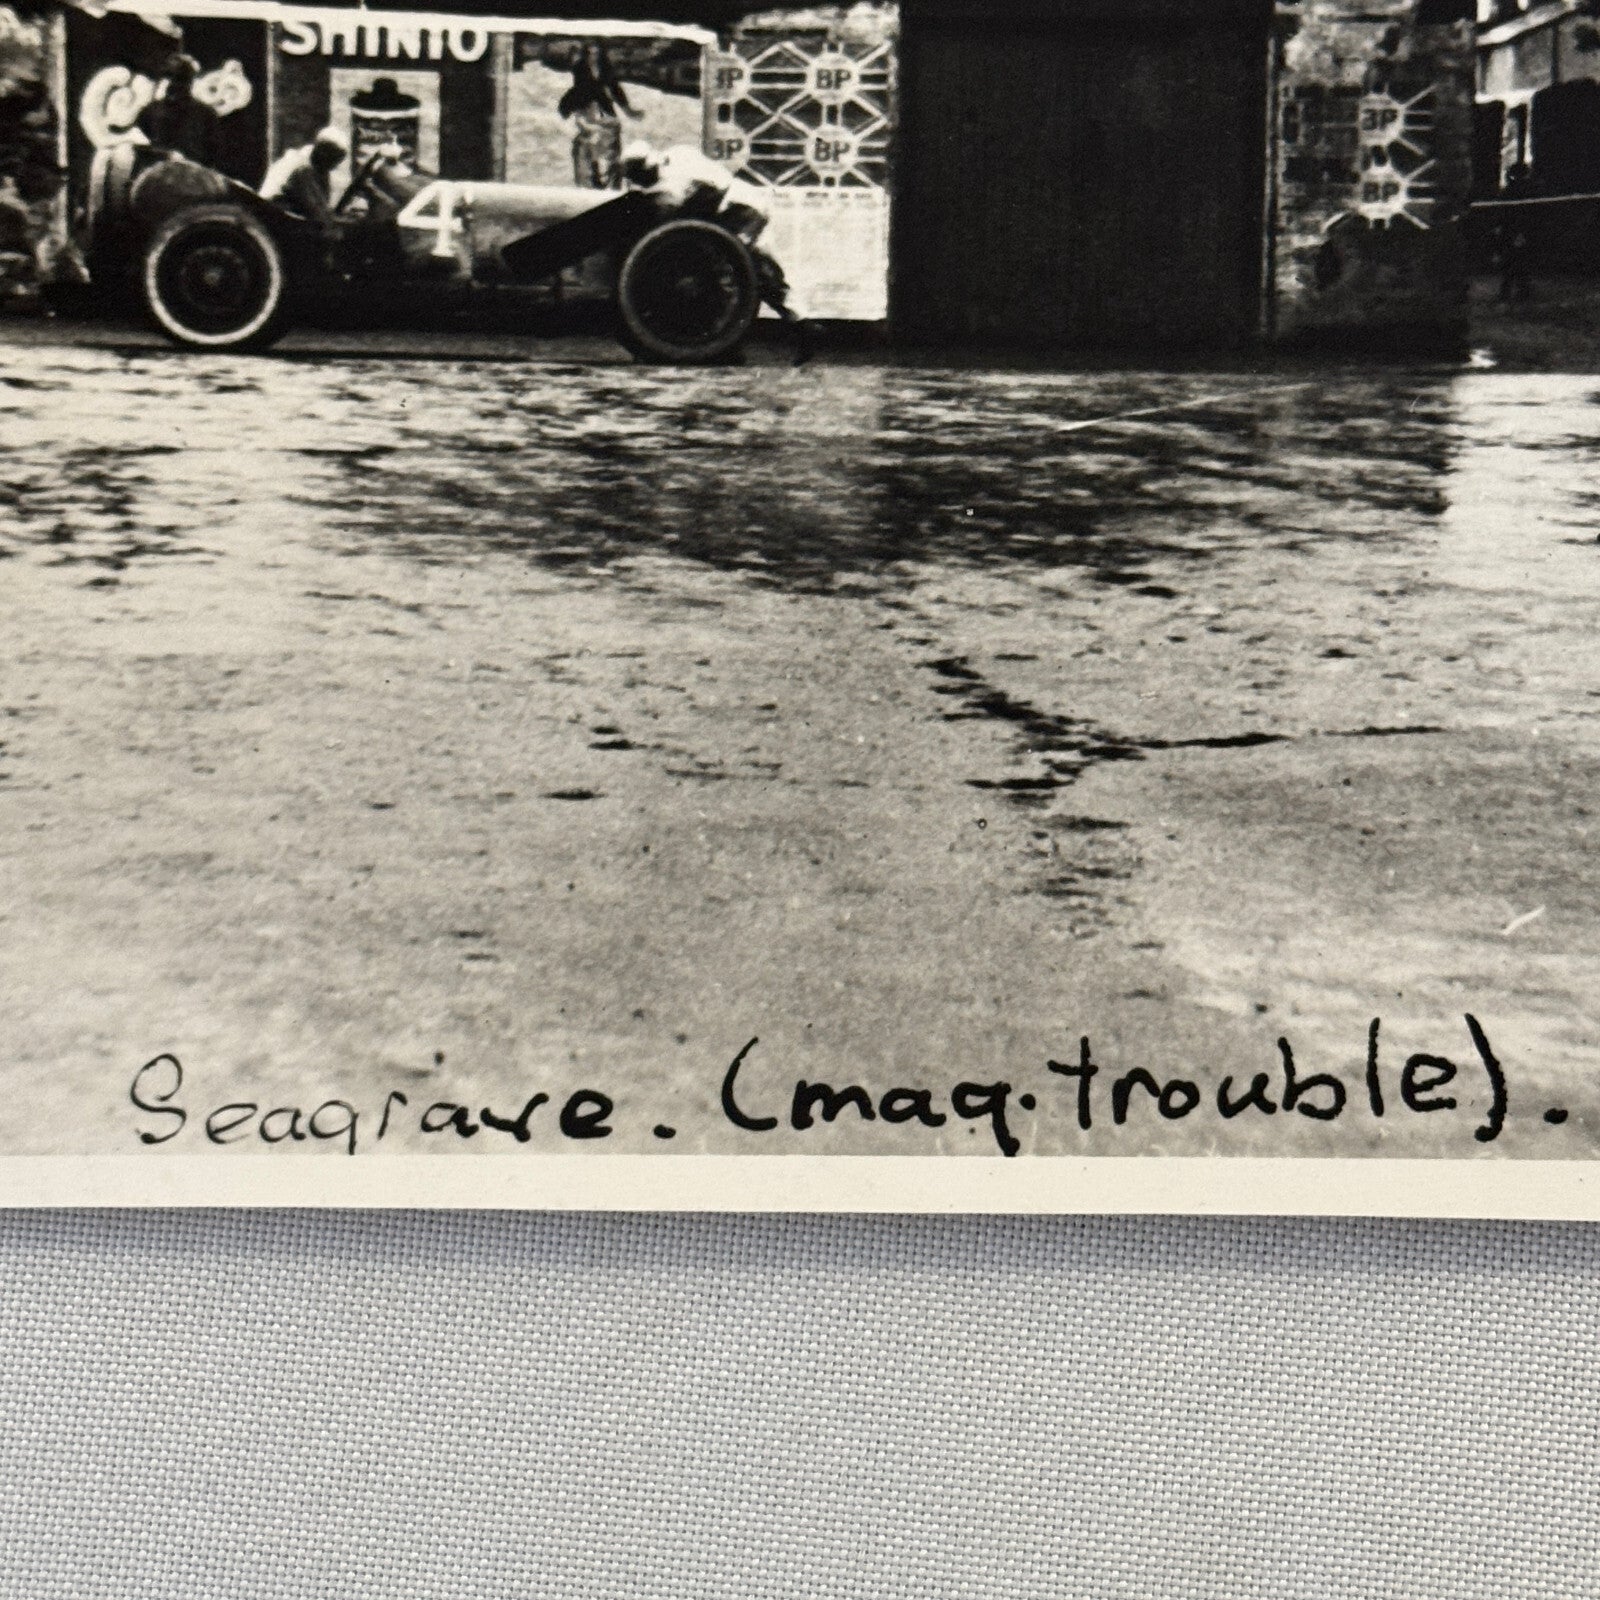 SHINIO
BP BP
BP BP
BP
BP
4
Seagrave. (mag. trouble).